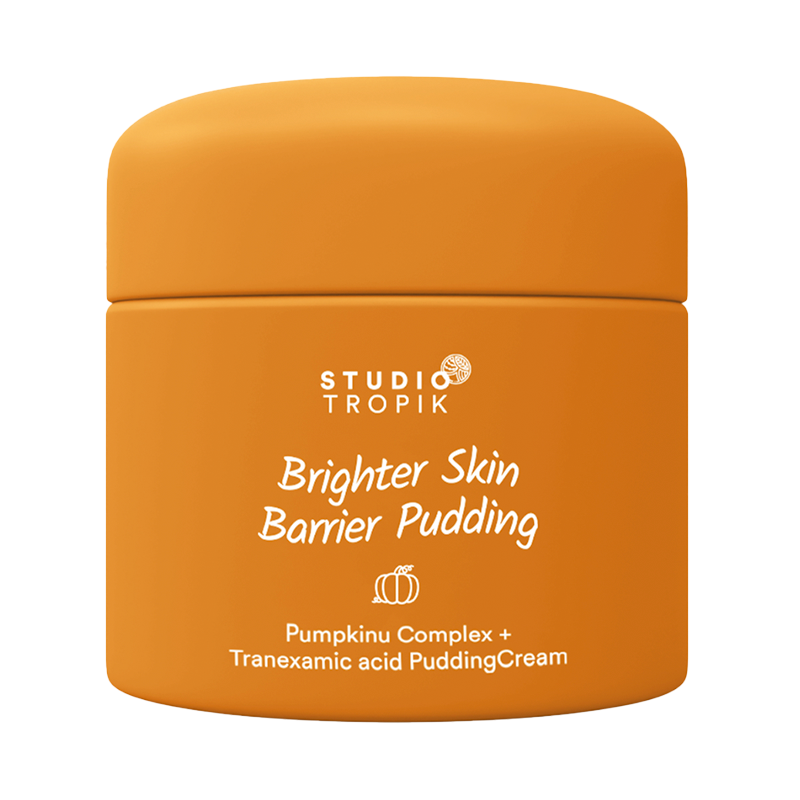 STUDIO
TROPIK
Brighter Skin
Barrier Pudding
Pumpkinu Complex +
Tranexamic acid PuddingCream